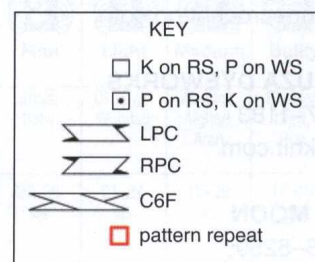 KEY
K on RS, P on WS
P on RS, K on WS
LPC
RPC
C6F
pattern repeat